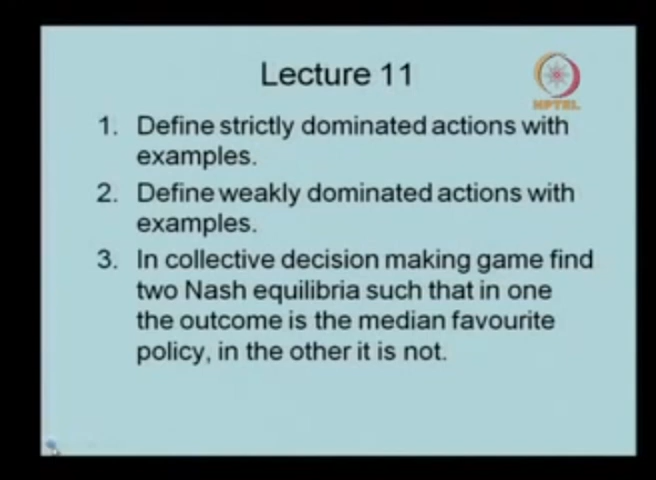 Lecture 11
NPTEL
1. Define strictly dominated actions with
examples.
2. Define weakly dominated actions with
examples.
3. In collective decision making game find
two Nash equilibria such that in one
the outcome is the median favourite
policy, in the other it is not.